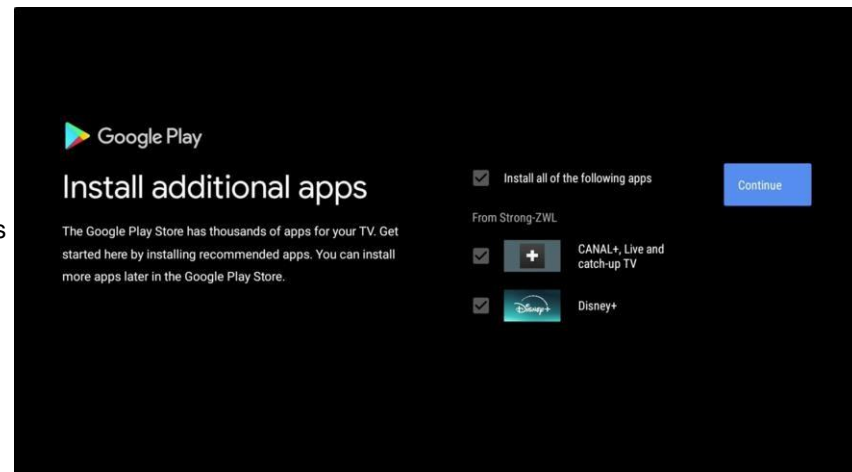 Google Play
Install additional apps
The Google Play Store has thousands of apps for your TV. Get
started here by installing recommended apps. You can install
more apps later in the Google Play Store.
Install all of the following apps
Continue
From Strong-ZWL
CANAL+, Live and
catch-up TV
Disney+
Disney+
s